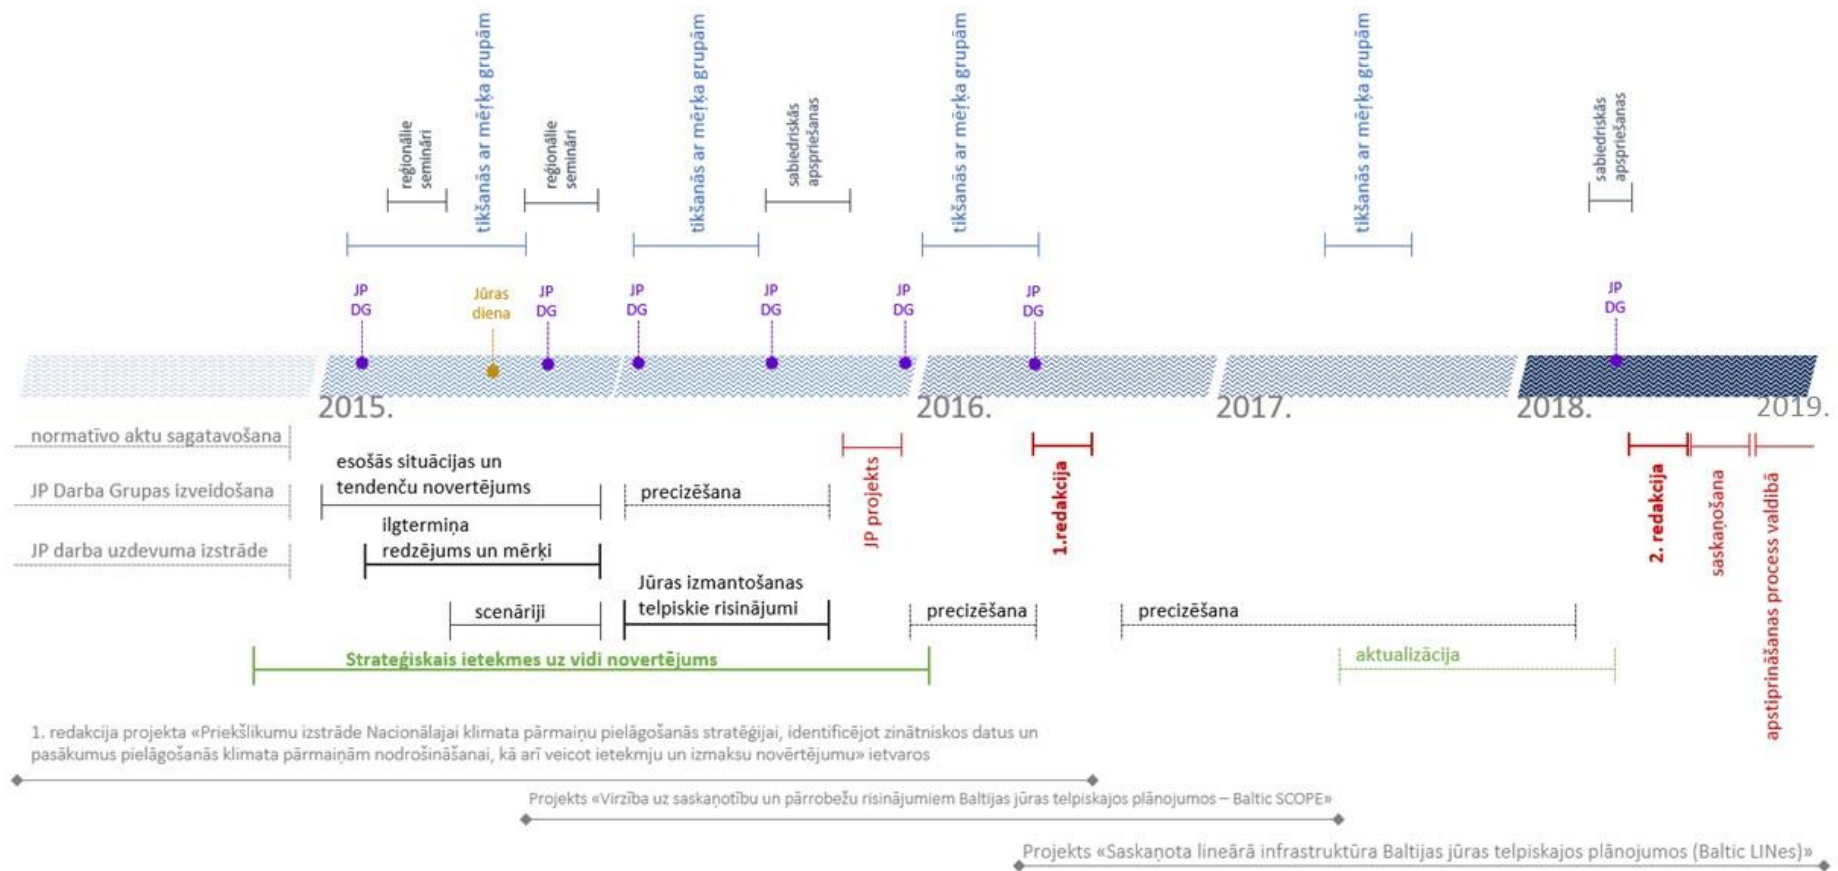 reģionālie
semināri
tikšanās ar mērķa grupām
reģionālie
semināri
tikšanās ar mērķa grupām
sabiedriskās
apspriešanas
tikšanās ar mērķa grupām
tikšanās ar mērķa grupām
sabiedriskās
apspriešanas
JP
DG
Jūras
diena
JP
DG
JP
DG
JP
DG
JP
DG
JP
DG
JP
DG
2015.
2016.
2017.
2018.
2019.
normatīvo aktu sagatavošana
JP Darba Grupas izveidošana
JP darba uzdevuma izstrāde
esošās situācijas un
tendenču novertējums
ilgtermiņa
redzējums un mērķi
scenāriji
precizēšana
Jūras izmantošanas
telpiskie risinājumi
JP projekts
1.redakcija
precizēšana
precizēšana
2. redakcija
saskaņošana
apstiprināšanas process valdībā
Strateģiskais ietekmes uz vidi novertējums
aktualizācija
1. redakcija projekta «Priekšlikumu izstrāde Nacionālajai klimata pārmaiņu pielāgošanās stratēģijai, identificējot zinātniskos datus un
pasākumus pielāgošanās klimata pārmaiņām nodrošināšanai, kā arī veicot ietekmju un izmaksu novērtējumu» ietvaros
Projekts «Virzība uz saskaņotību un pārrobežu risinājumiem Baltijas jūras telpiskajos plānojumos – Baltic SCOPE»
Projekts «Saskaņota lineārā infrastruktūra Baltijas jūras telpiskajos plānojumos (Baltic LINes)»